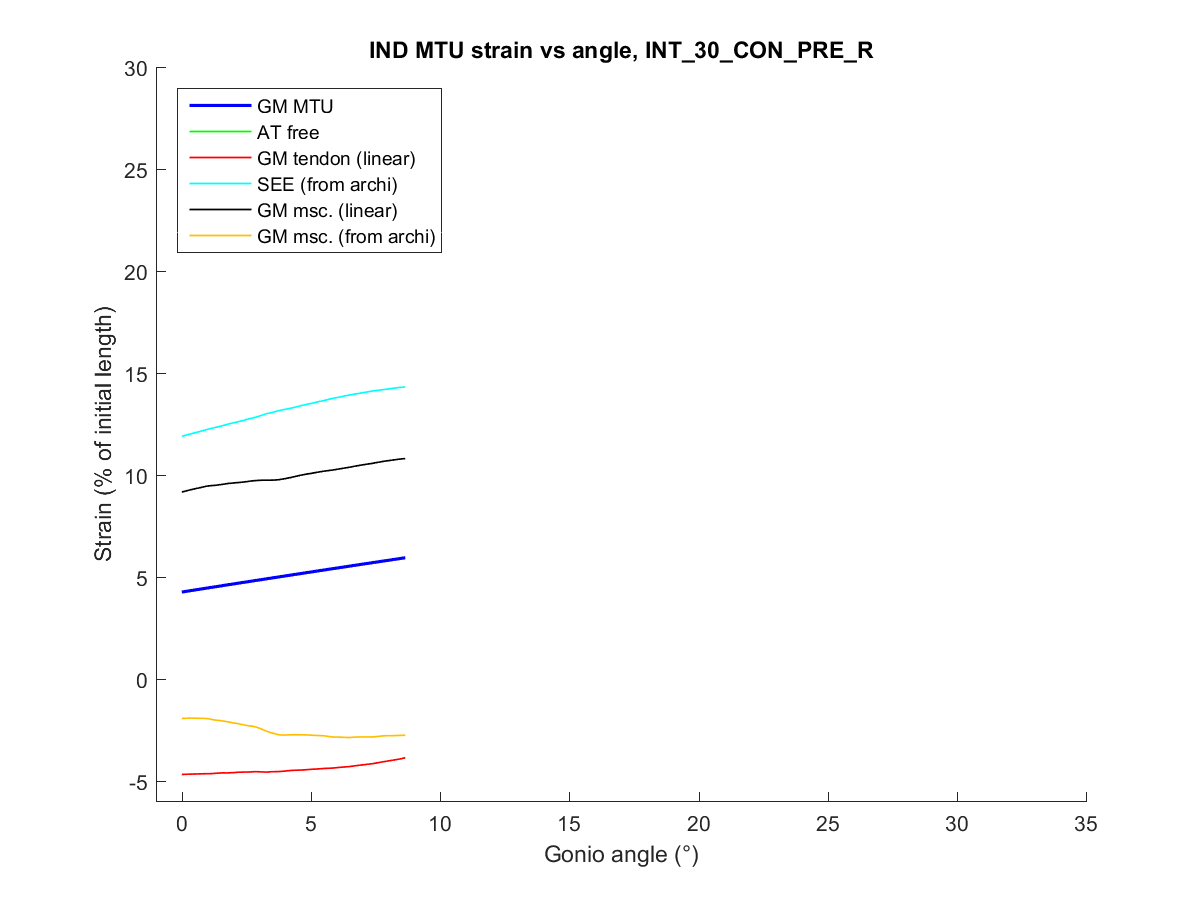 IND MTU strain vs angle, INT_30_CON_PRE_R
30
25
20
15
10
5
0
-5
Strain (% of initial length)
GM MTU
AT free
GM tendon (linear)
SEE (from archi)
GM msc. (linear)
GM msc. (from archi)
0 5 10 15 20 25 30 35
Gonio angle (°)